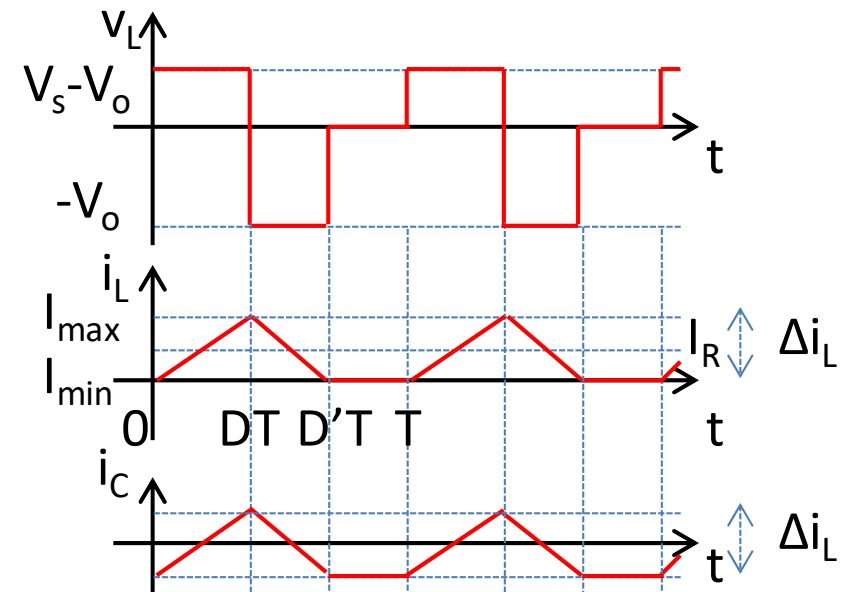 vL
Vs-Vo
t
-Vo
iL
Imax
IR
ΔiL
Imin
0 DT D’T T t
iC
ΔiL
t